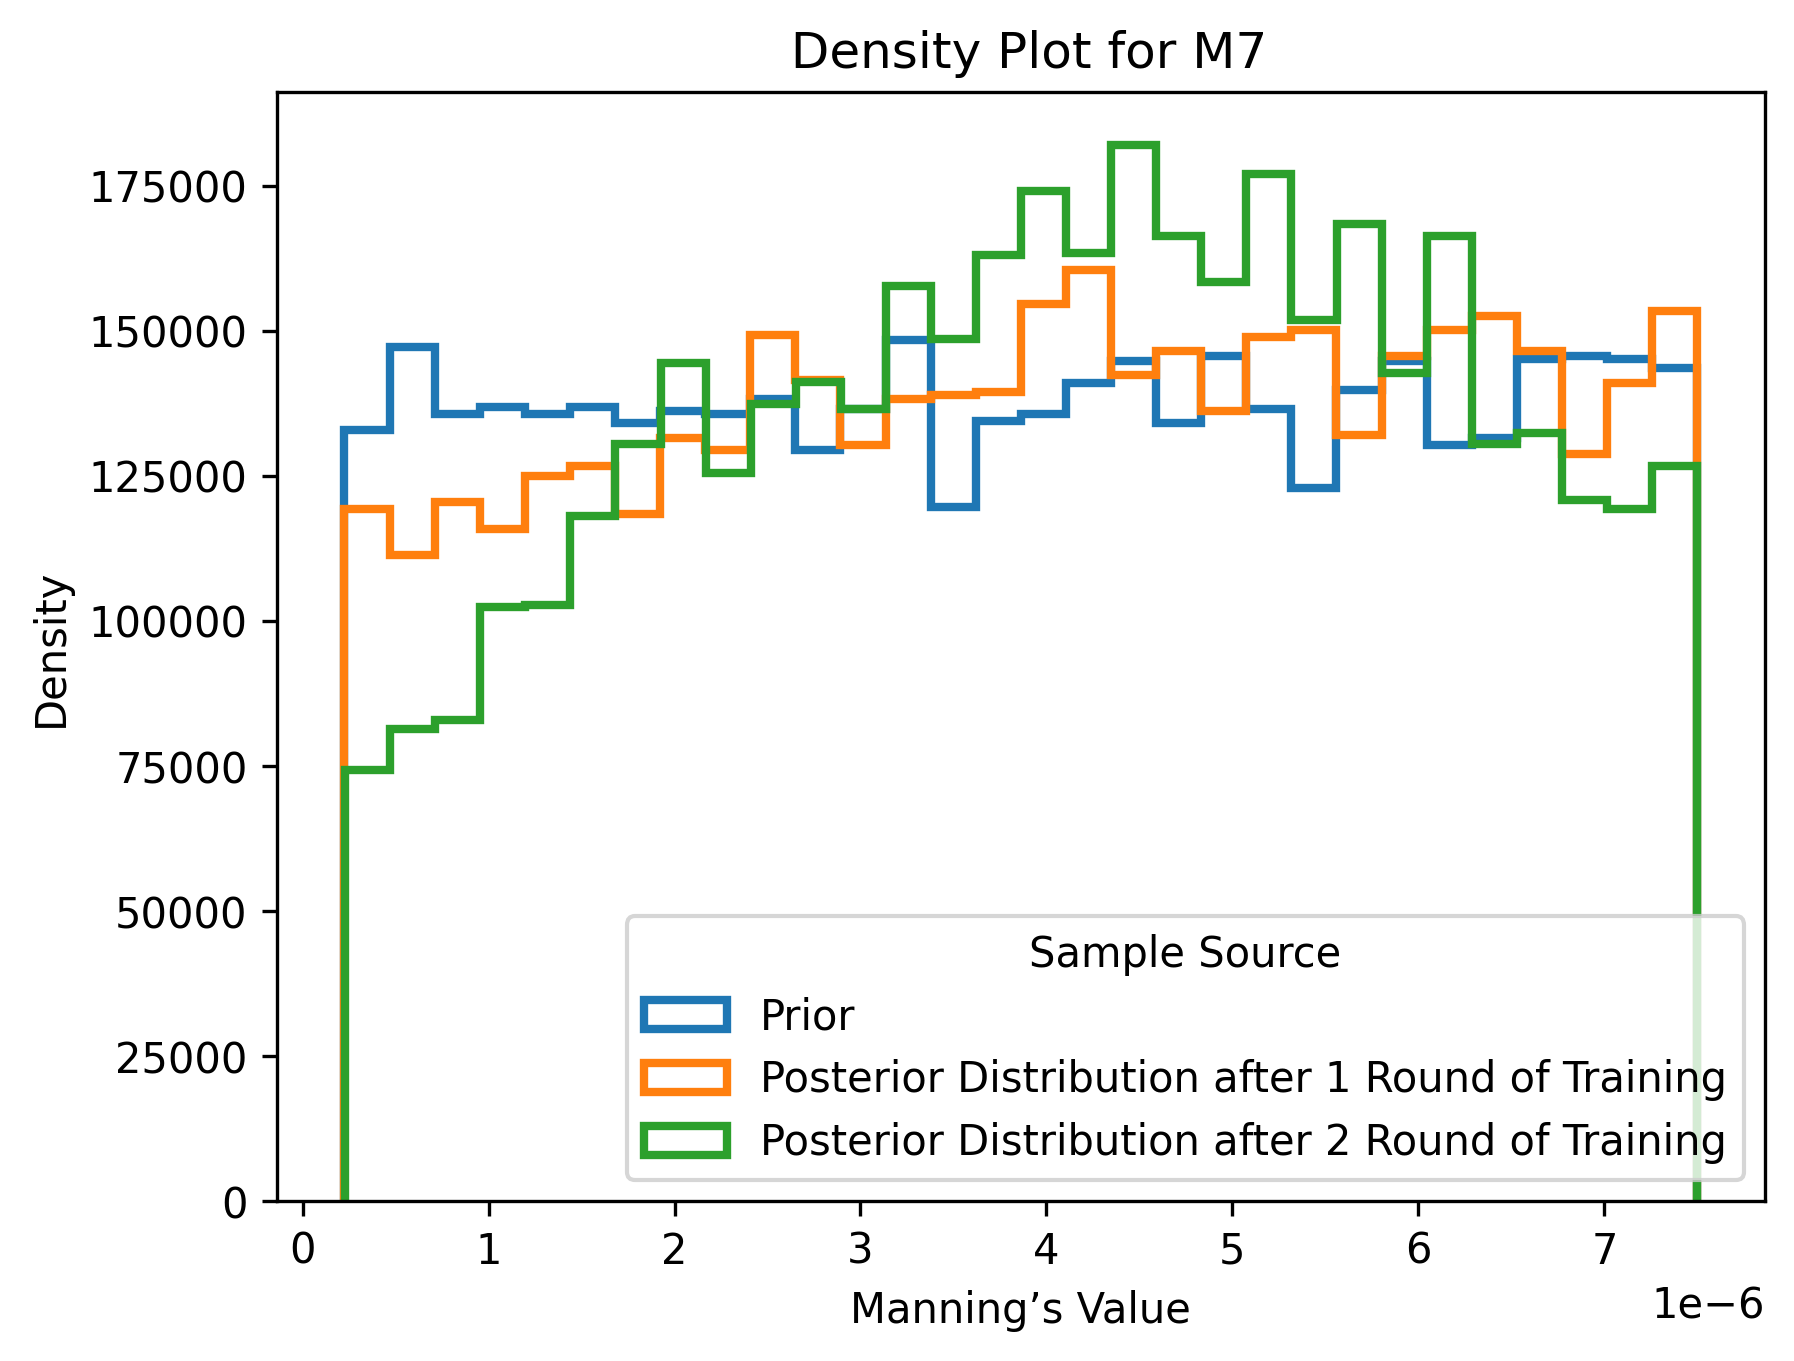 Density Plot for M7
175000
150000
125000
100000
75000
50000
25000
0
Density
0 1 2 3 4 5 6 7
1e−6
Manning’s Value
Sample Source
Prior
Posterior Distribution after 1 Round of Training
Posterior Distribution after 2 Round of Training